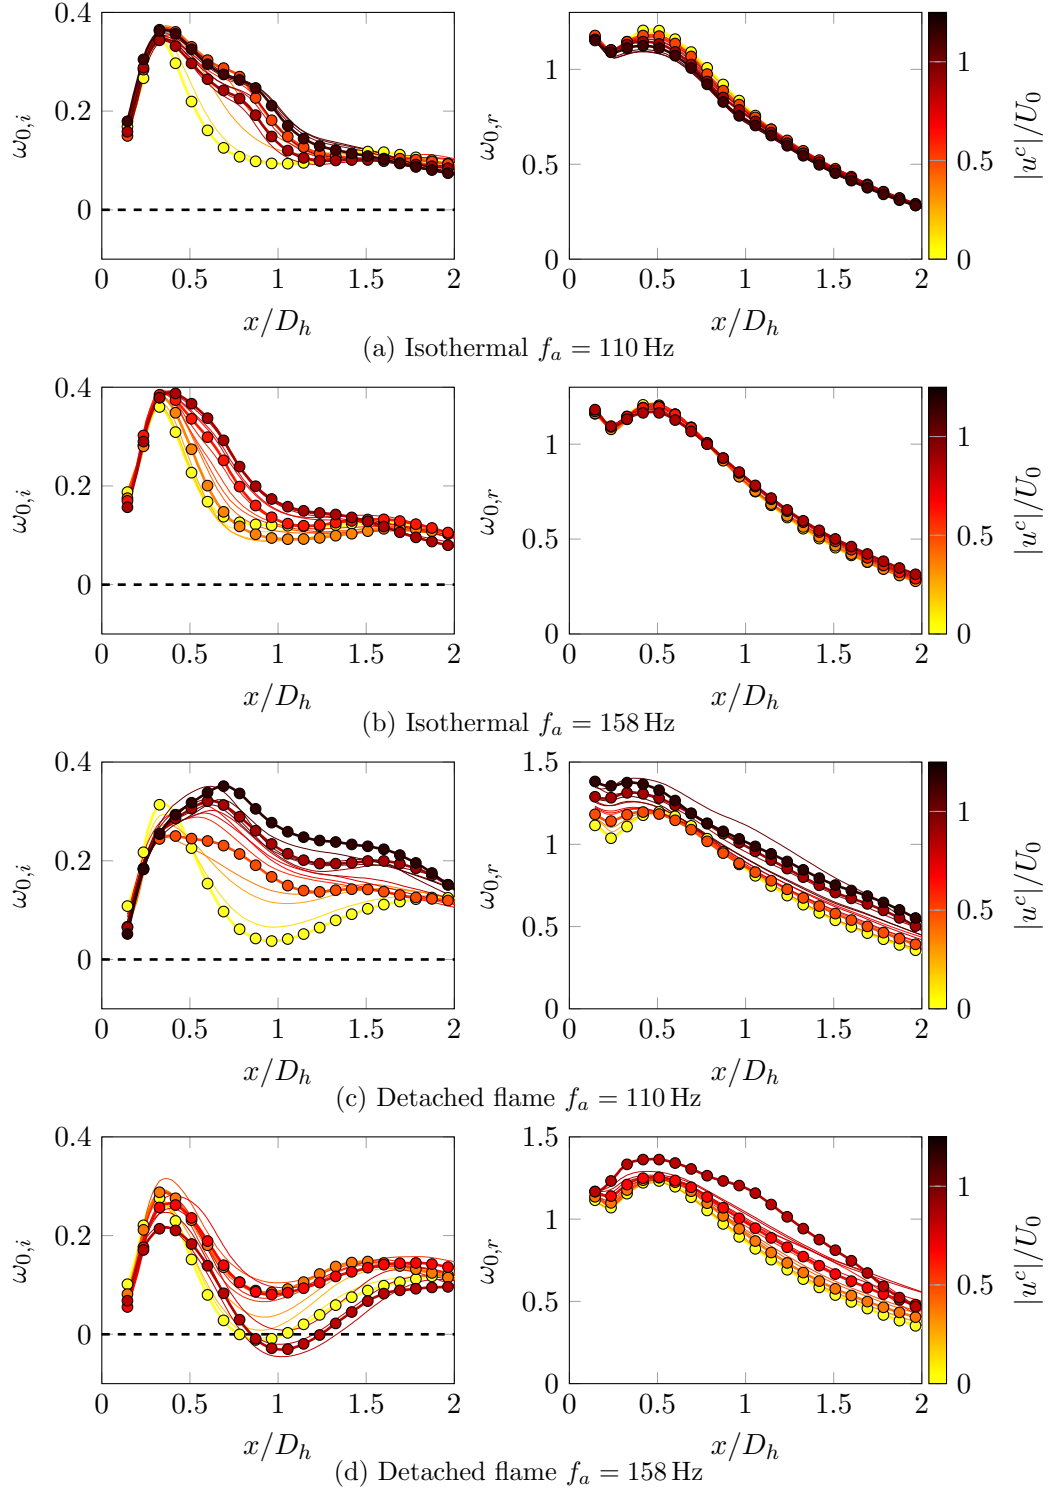 0.4
0.2
0
ω₀,ᵢ
0 0.5 1 1.5 2
x/Dₕ
1
0.5
0
ω₀,ᵣ
0 0.5 1 1.5 2
x/Dₕ
1
0.5
0
|uᶜ|/U₀
(a) Isothermal fₐ = 110 Hz
0.4
0.2
0
ω₀,ᵢ
0 0.5 1 1.5 2
x/Dₕ
1
0.5
0
ω₀,ᵣ
0 0.5 1 1.5 2
x/Dₕ
1
0.5
0
|uᶜ|/U₀
(b) Isothermal fₐ = 158 Hz
0.4
0.2
0
ω₀,ᵢ
0 0.5 1 1.5 2
x/Dₕ
1.5
1
0.5
0
ω₀,ᵣ
0 0.5 1 1.5 2
x/Dₕ
1
0.5
0
|uᶜ|/U₀
(c) Detached flame fₐ = 110 Hz
0.4
0.2
0
ω₀,ᵢ
0 0.5 1 1.5 2
x/Dₕ
1.5
1
0.5
0
ω₀,ᵣ
0 0.5 1 1.5 2
x/Dₕ
1
0.5
0
|uᶜ|/U₀
(d) Detached flame fₐ = 158 Hz